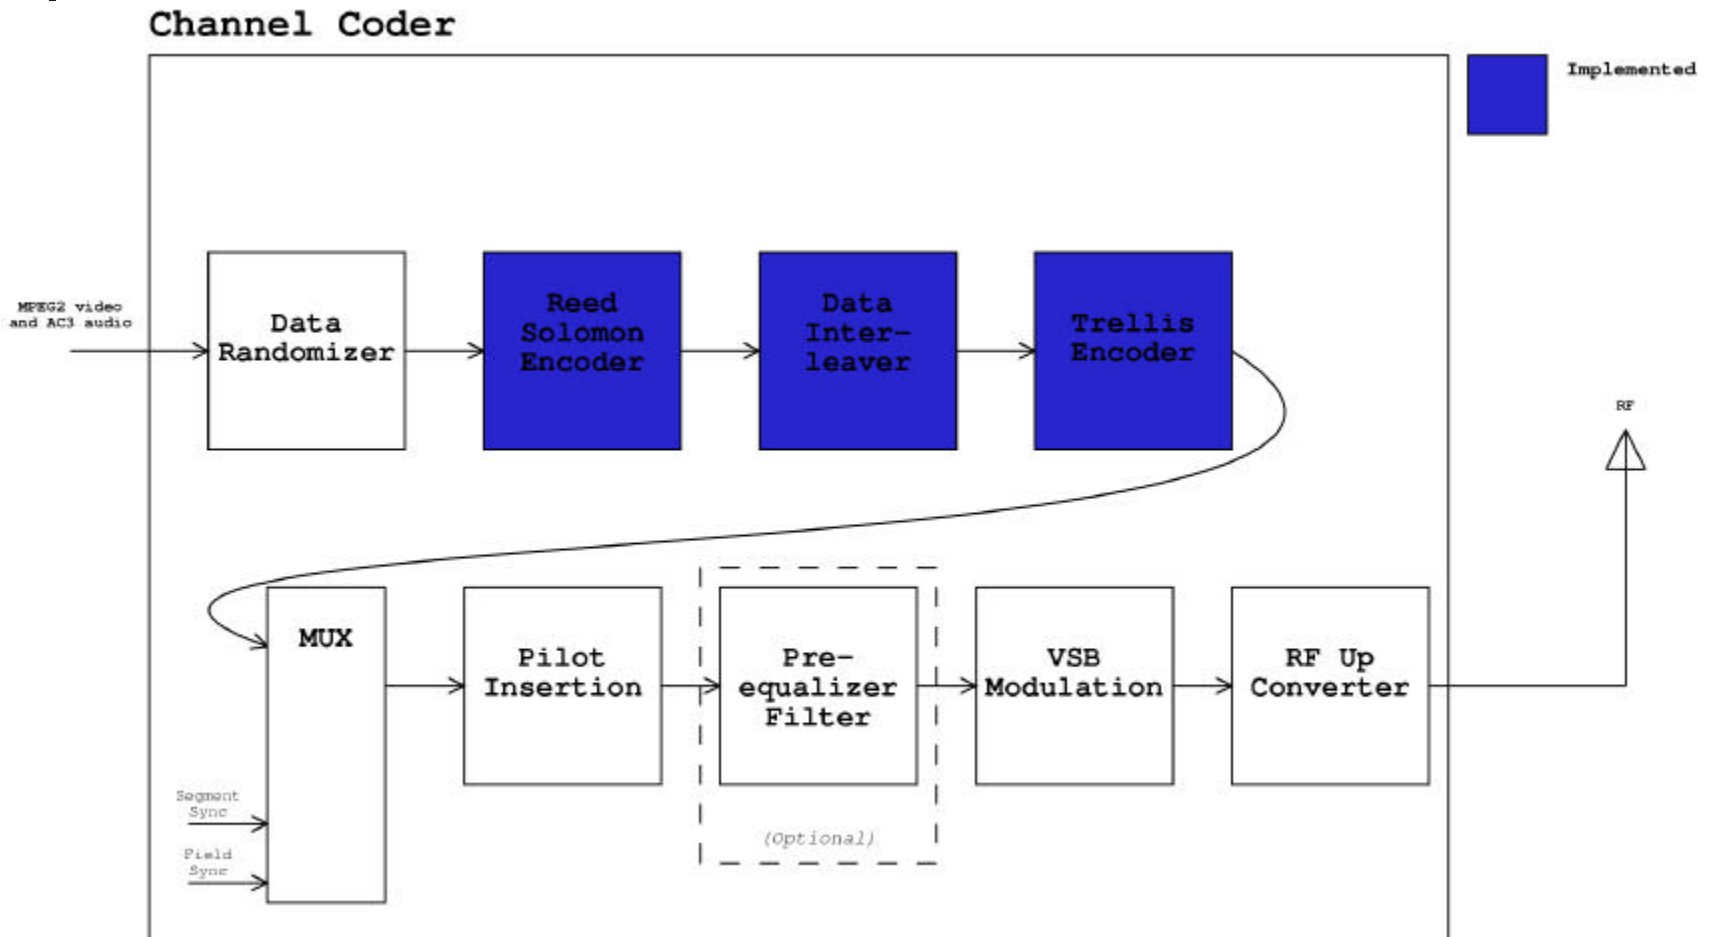 Channel Coder
Implemented
MPEG2 video
and AC3 audio
Data
Randomizer
Reed
Solomon
Encoder
Data
Inter-
leaver
Trellis
Encoder
RF
MUX
Segment
Sync
Field
Sync
Pilot
Insertion
Pre-
equalizer
Filter
(Optional)
VSB
Modulation
RF Up
Converter